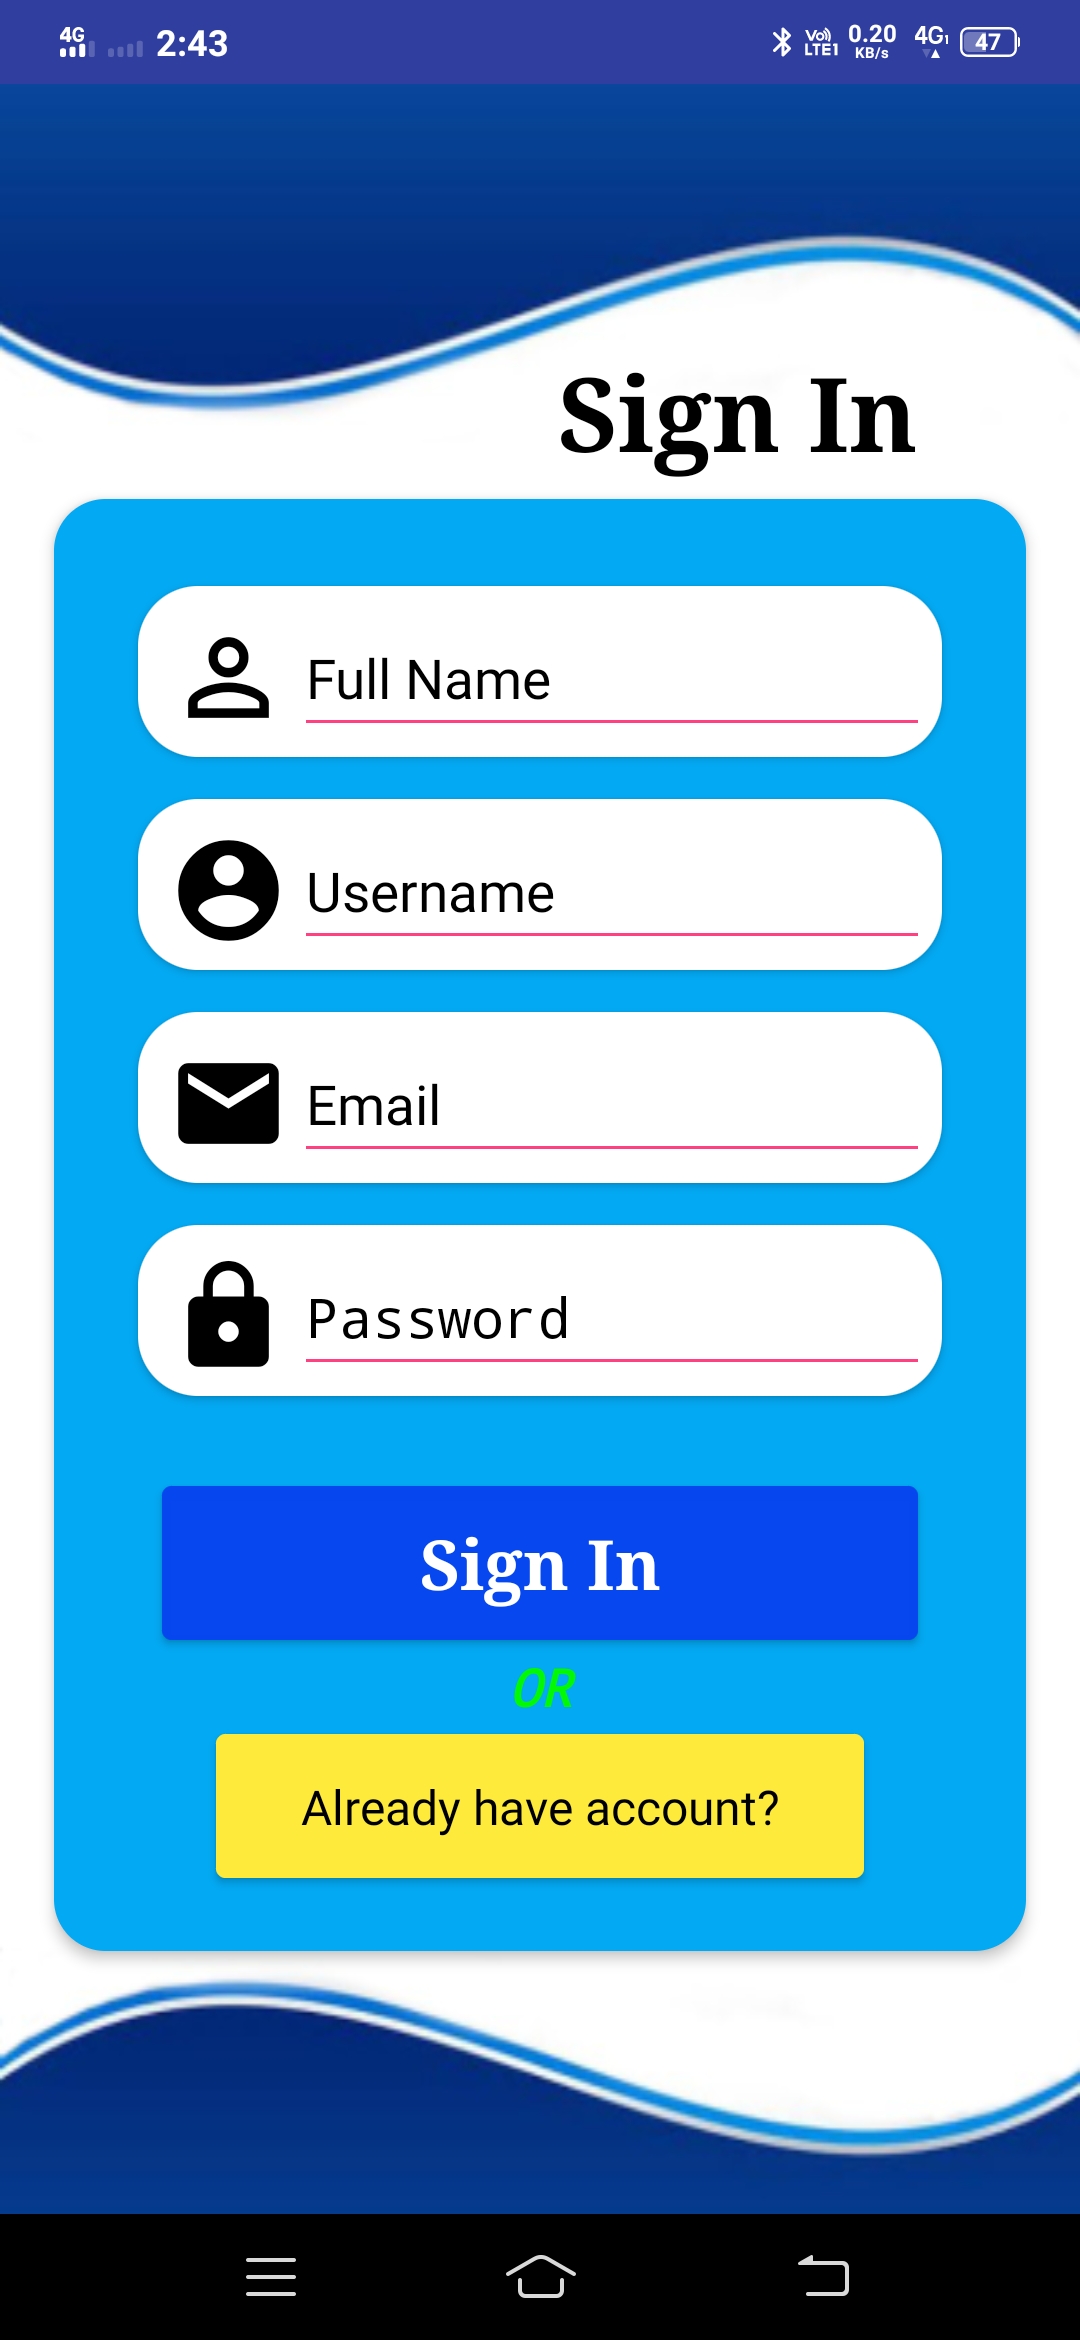 4G 2:43 Vo) LTE1 0.20 KB/s 4G1 47
Sign In
Full Name
Username
Email
Password
Sign In
OR
Already have account?